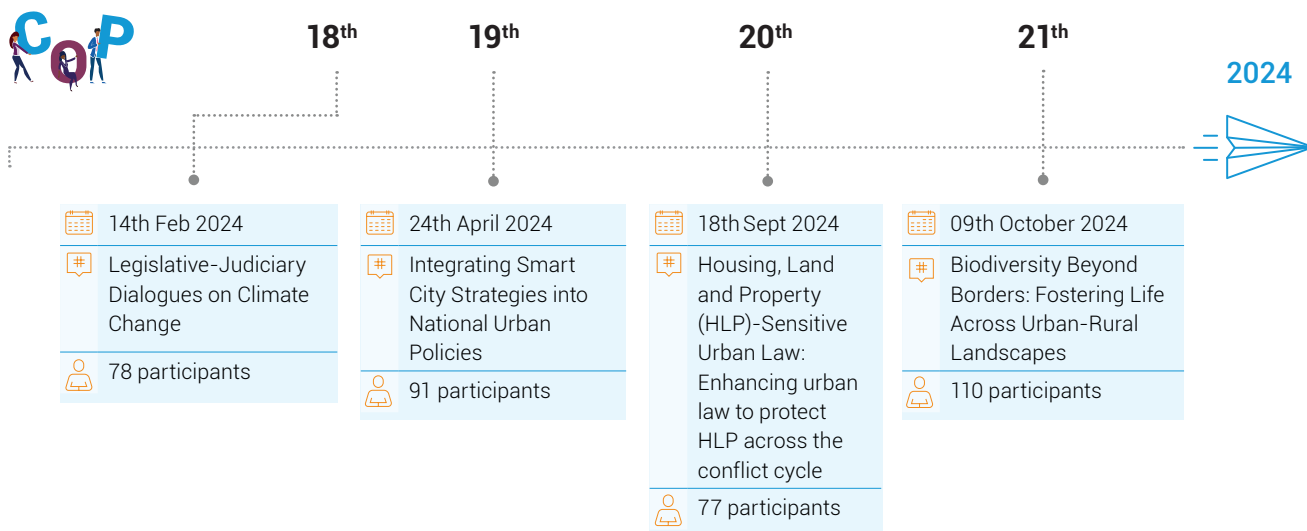 COP
18th
19th
20th
21th
2024
14th Feb 2024
Legislative-Judiciary
Dialogues on Climate
Change
78 participants
24th April 2024
Integrating Smart
City Strategies into
National Urban
Policies
91 participants
18th Sept 2024
Housing, Land
and Property
(HLP)-Sensitive
Urban Law:
Enhancing urban
law to protect
HLP across the
conflict cycle
77 participants
09th October 2024
Biodiversity Beyond
Borders: Fostering Life
Across Urban-Rural
Landscapes
110 participants